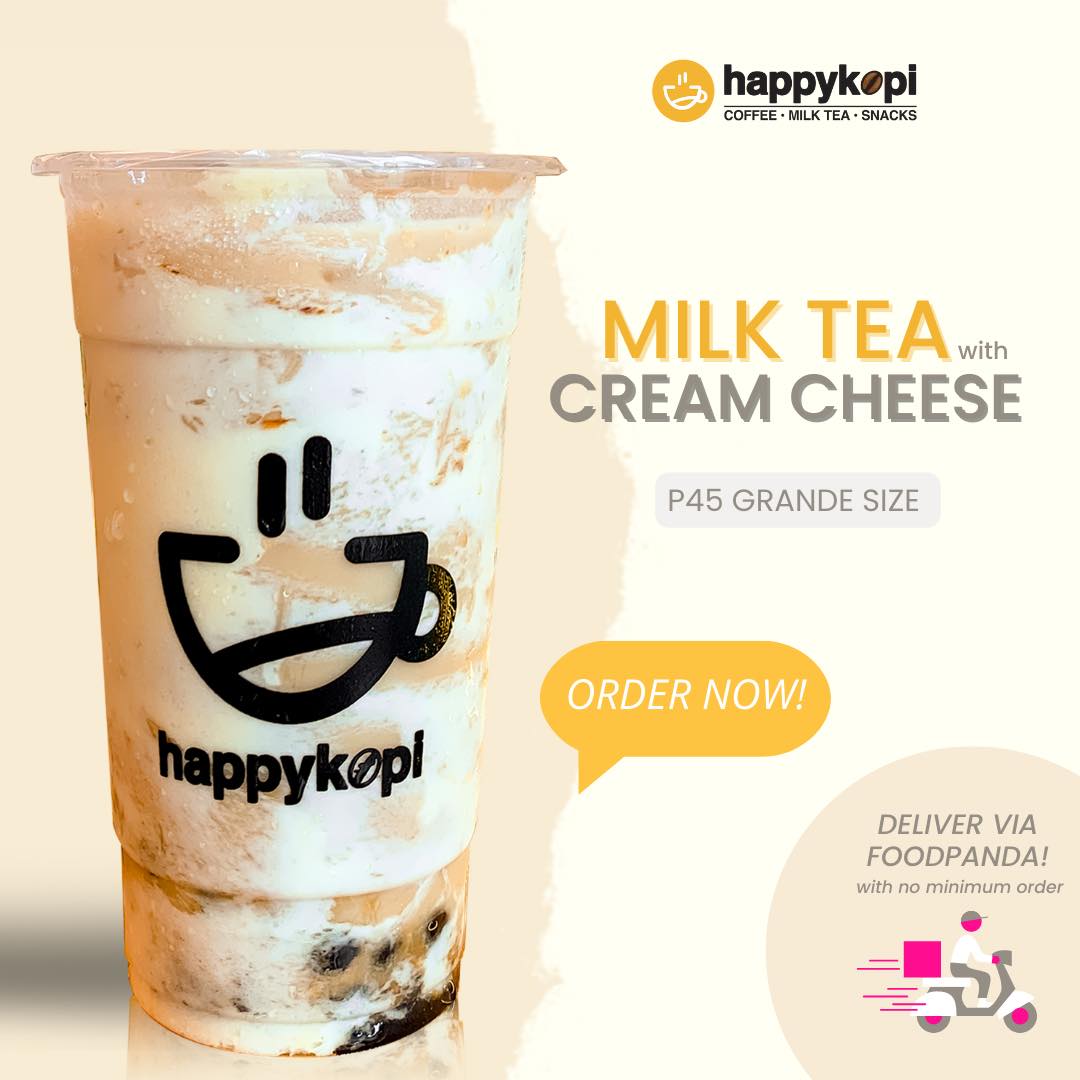 happykopi
COFFEE • MILK TEA • SNACKS
MILK TEA with
CREAM CHEESE
P45 GRANDE SIZE
ORDER NOW!
happykopi
DELIVER VIA
FOODPANDA!
with no minimum order